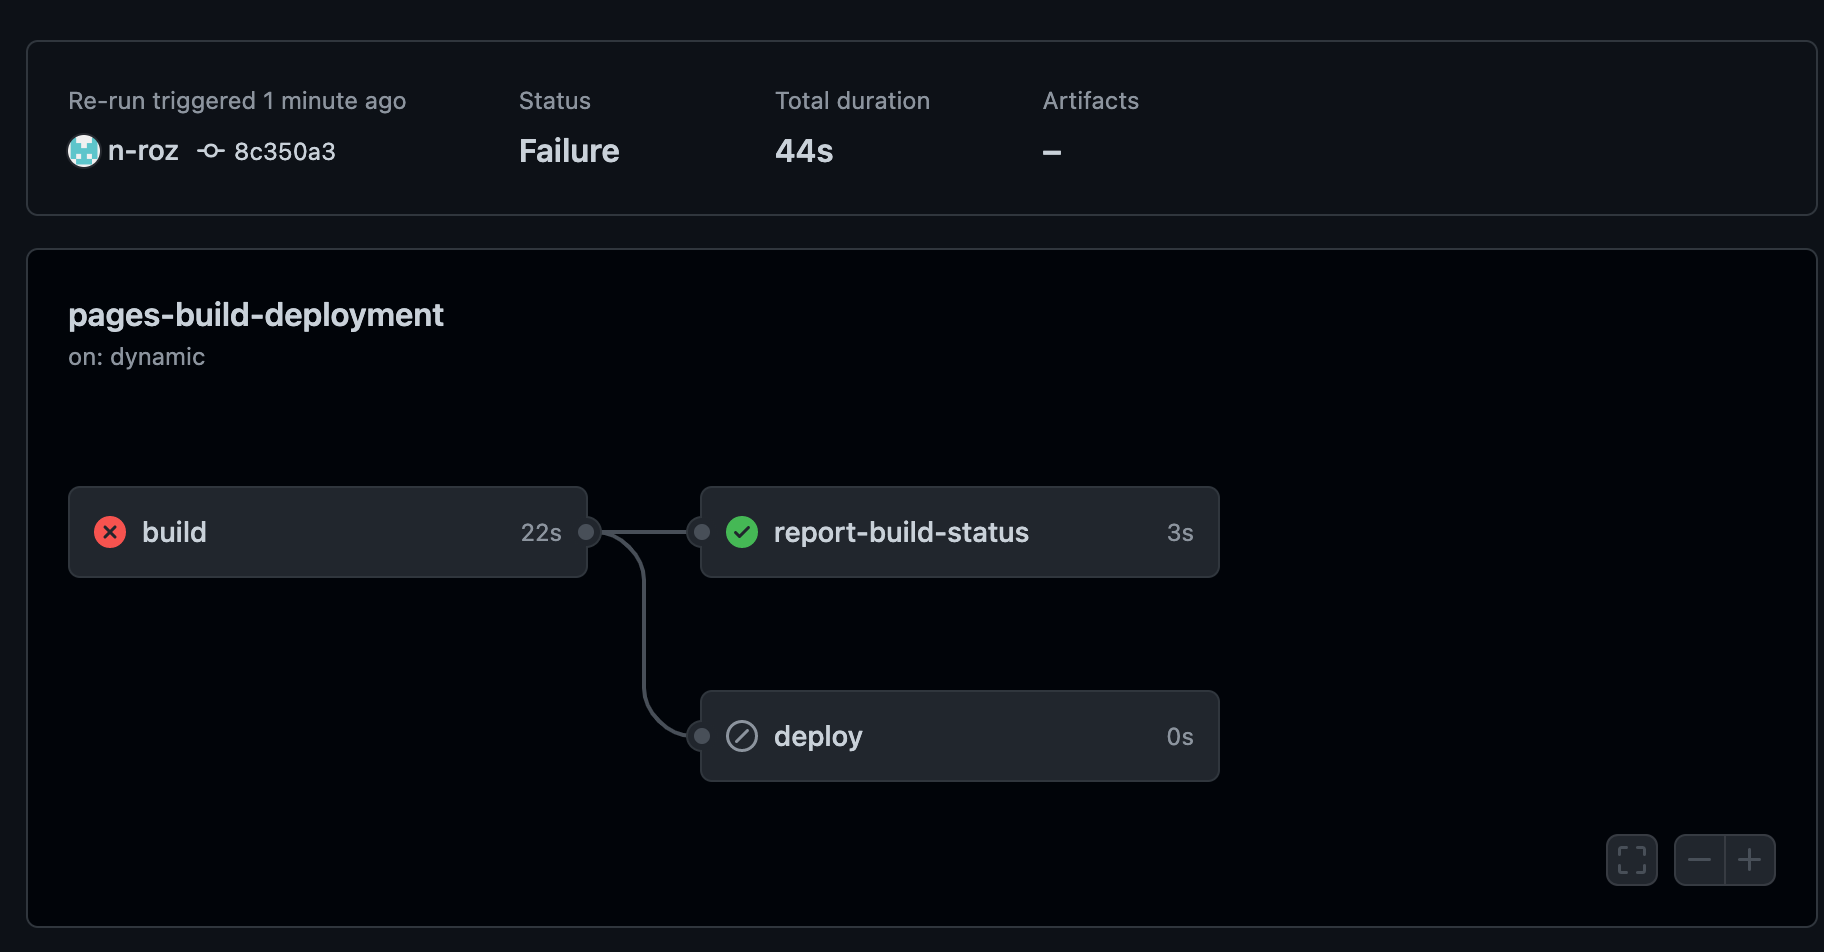 Re-run triggered 1 minute ago
n-roz 8c350a3
Status
Failure
Total duration
44s
Artifacts
–
pages-build-deployment
on: dynamic
build 22s
report-build-status 3s
deploy 0s